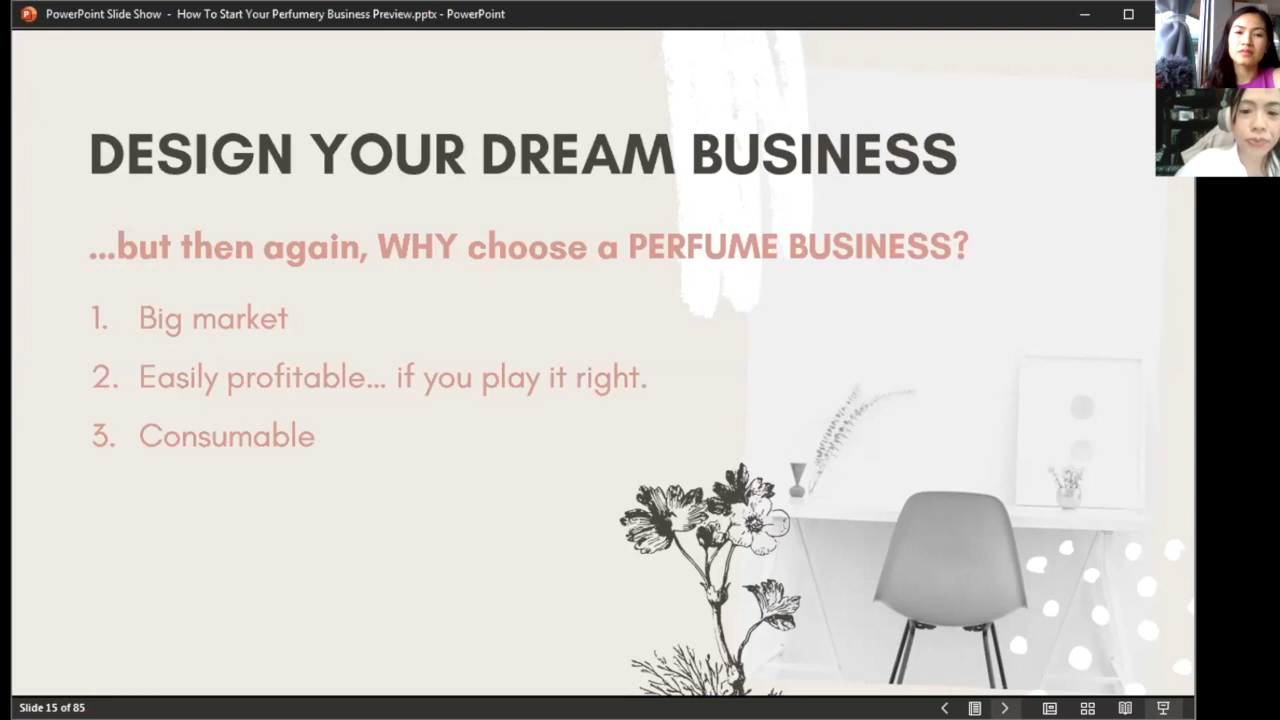 PowerPoint Slide Show - How To Start Your Perfumery Business Preview.pptx - PowerPoint
DESIGN YOUR DREAM BUSINESS
...but then again, WHY choose a PERFUME BUSINESS?
1. Big market
2. Easily profitable... if you play it right.
3. Consumable
Slide 15 of 85